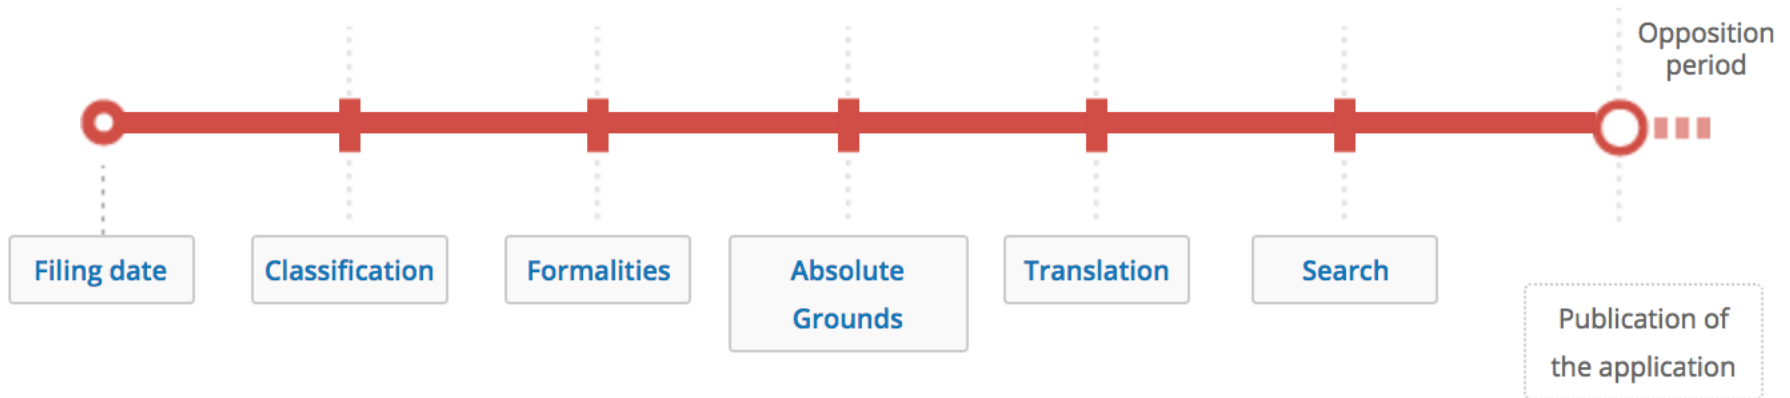 Opposition
period
Filing date
Classification
Formalities
Absolute
Grounds
Translation
Search
Publication of
the application